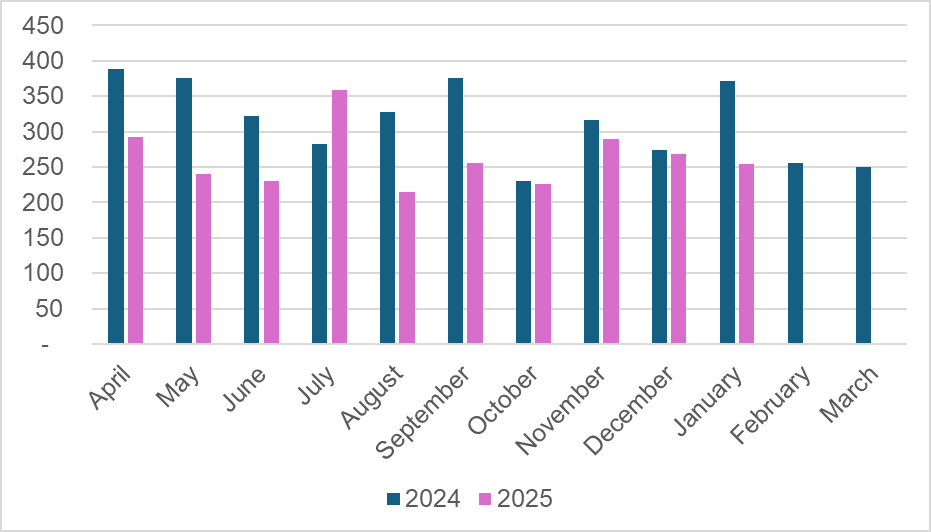 450
400
350
300
250
200
150
100
50
-
April
May
June
July
August
September
October
November
December
January
February
March
2024
2025